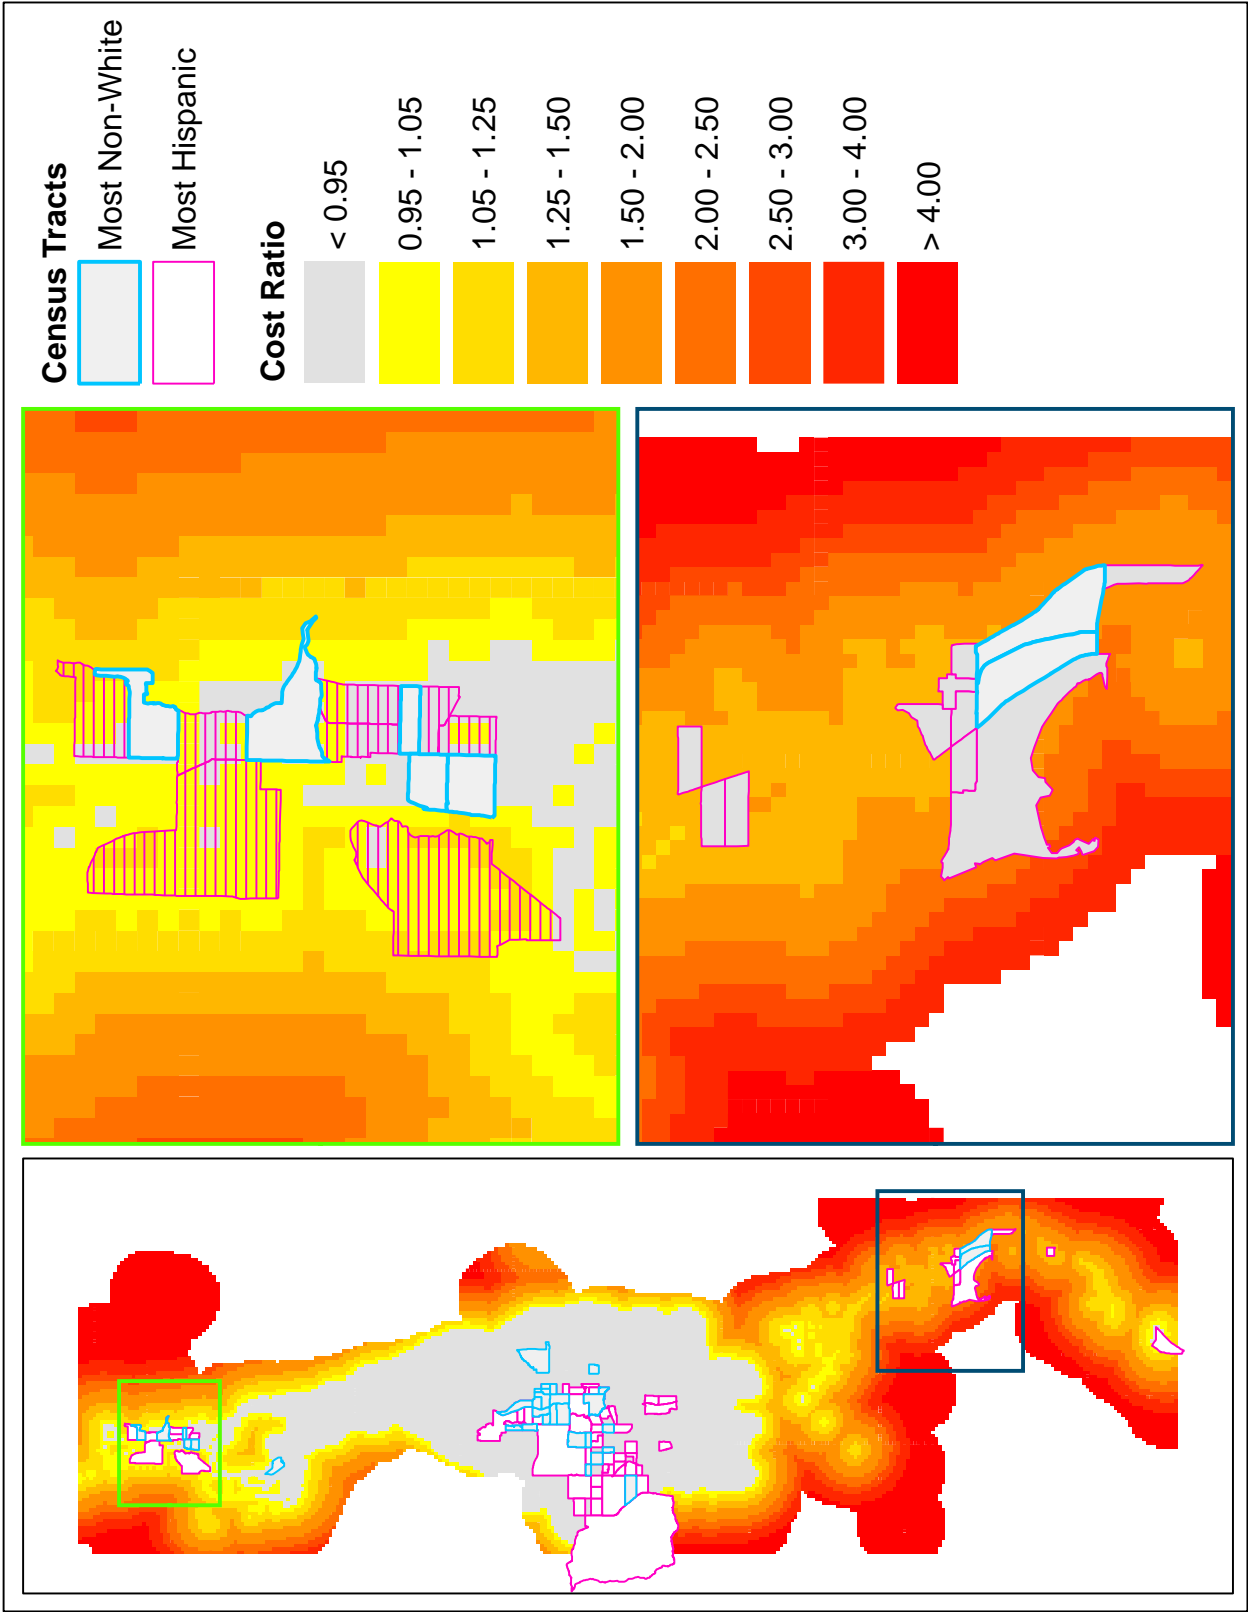 Census Tracts
Most Non-White
Most Hispanic
Cost Ratio
< 0.95
0.95 - 1.05
1.05 - 1.25
1.25 - 1.50
1.50 - 2.00
2.00 - 2.50
2.50 - 3.00
3.00 - 4.00
> 4.00